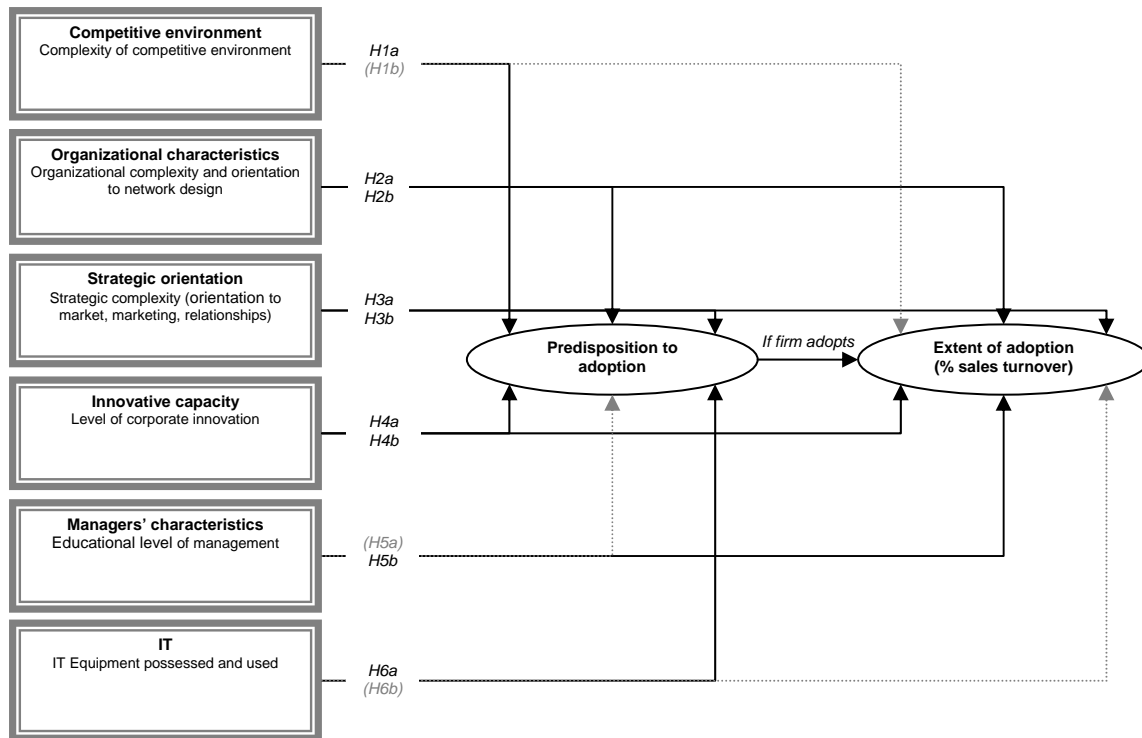 Competitive environment
Complexity of competitive environment
H1a
(H1b)
Organizational characteristics
Organizational complexity and orientation
to network design
H2a
H2b
Strategic orientation
Strategic complexity (orientation to
market, marketing, relationships)
H3a
H3b
Predisposition to
adoption
If firm adopts
Extent of adoption
(% sales turnover)
Innovative capacity
Level of corporate innovation
H4a
H4b
Managers’ characteristics
Educational level of management
(H5a)
H5b
IT
IT Equipment possessed and used
H6a
(H6b)